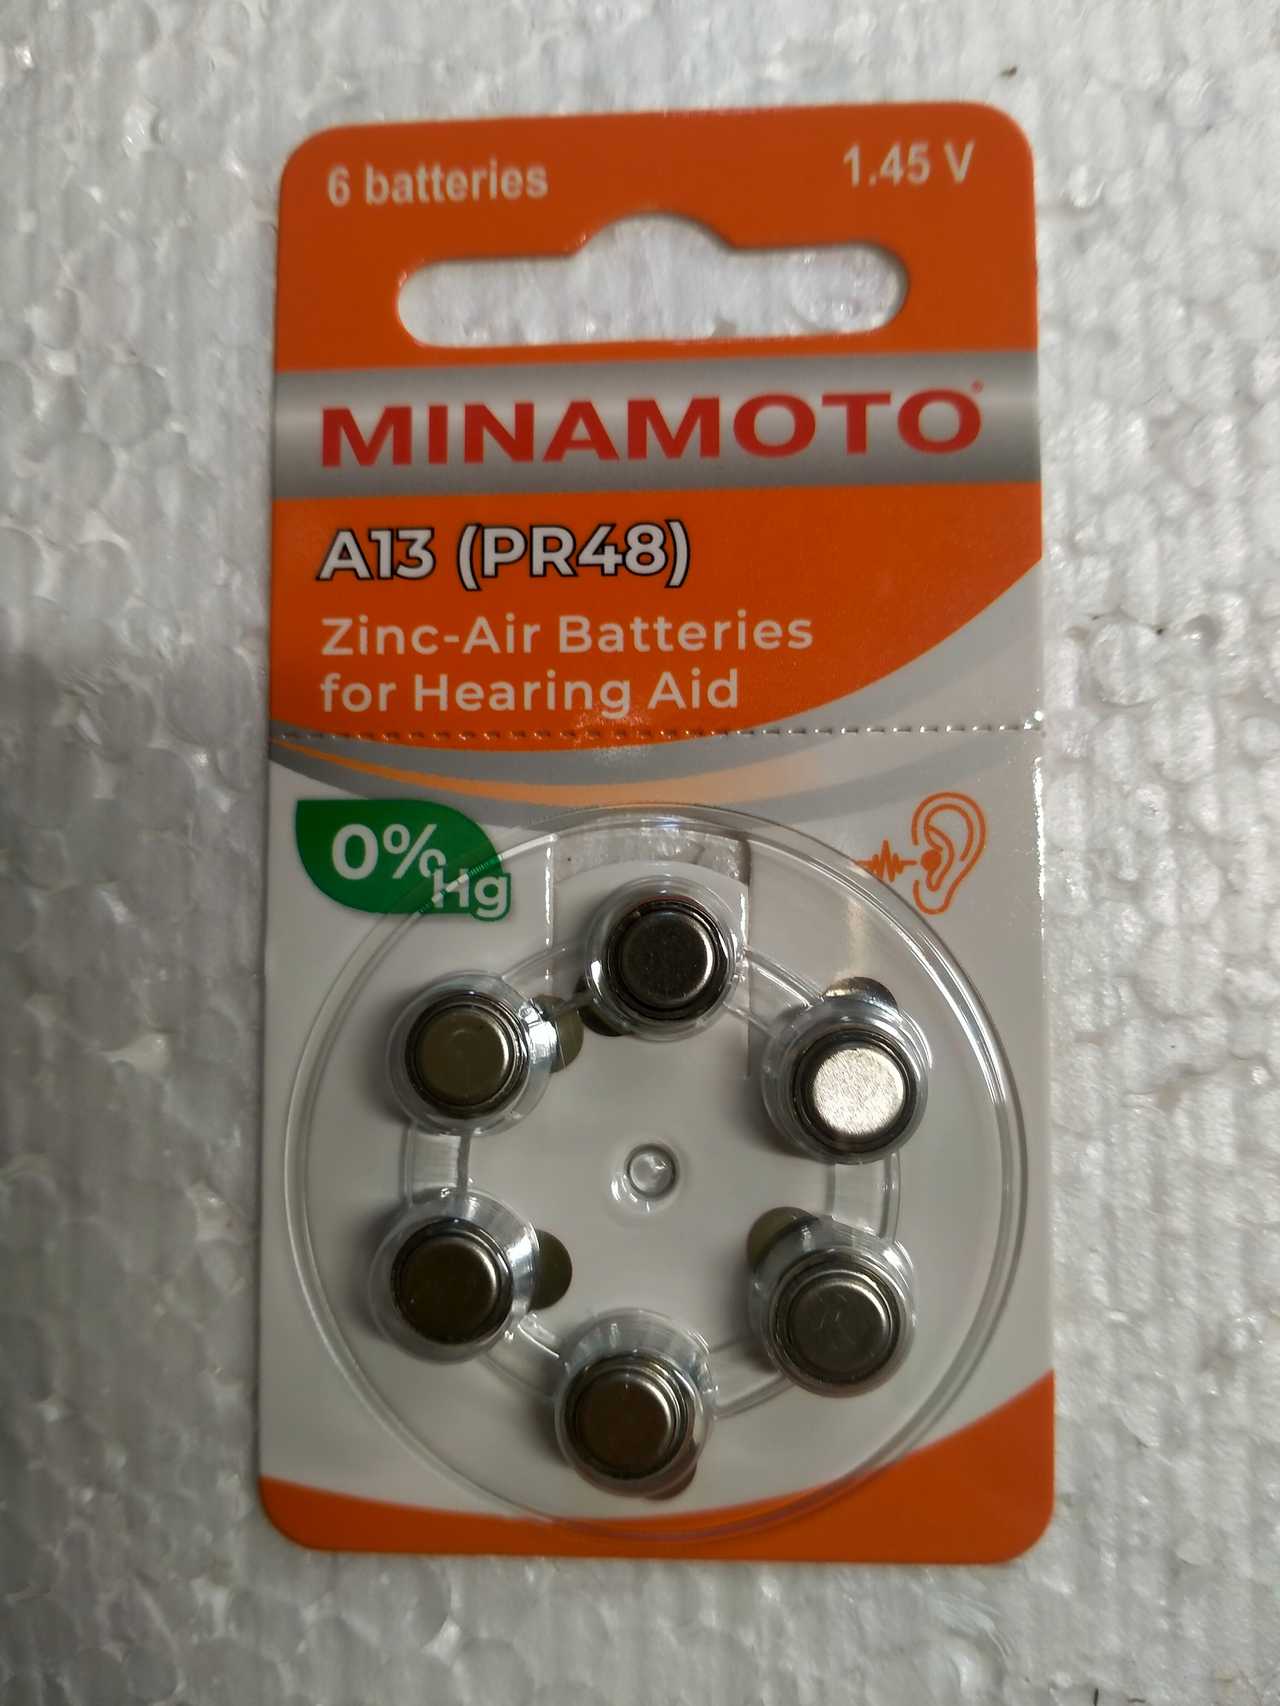 6 batteries
1.45 V
MINAMOTO®
A13 (PR48)
Zinc-Air Batteries
for Hearing Aid
0%
Hg